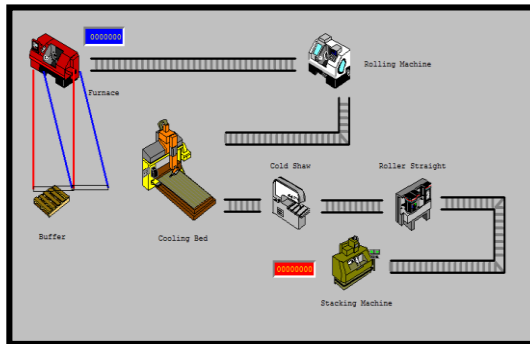 0000000
Rolling Machine
Furnace
Cold Shaw
Roller Straight
Buffer
Cooling Bed
00000000
Stacking Machine